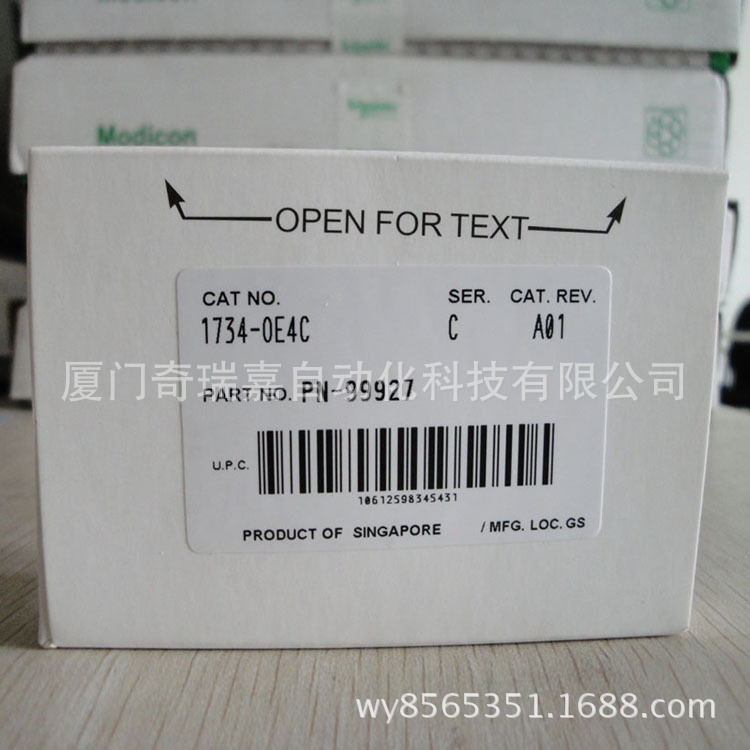 Modicon
OPEN FOR TEXT
CAT NO. SER. CAT. REV.
1734-0E4C C A01
厦门奇瑞嘉自动化科技有限公司
PART NO. PN-99927
U.P.C.
10612598345431
PRODUCT OF SINGAPORE / MFG. LOC. GS
wy8565351.1688.com